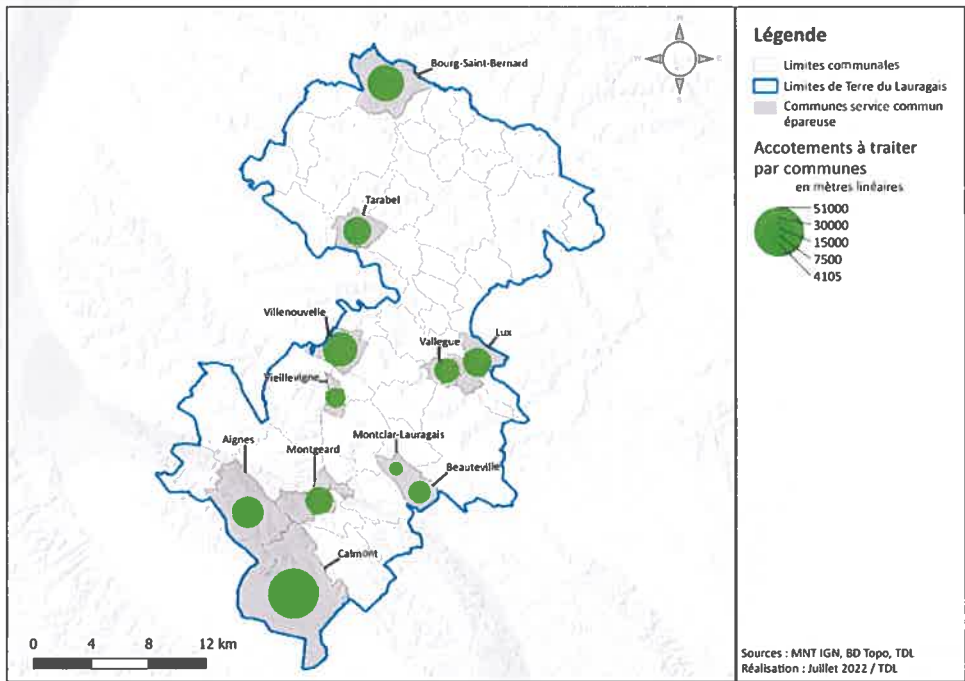 Bourg-Saint-Bernard
Tarabel
Villenouvelle
Vallegue
Lux
Vieillevigne
Montclar-Lauragais
Aignes
Montgeard
Beauteville
Calmont
0 4 8 12 km
N
W E
S
Légende
Limites communales
Limites de Terre du Lauragais
Communes service commun
épareuse
Accotements à traiter
par communes
en mètres linéaires
51000
30000
15000
7500
4105
Sources : MNT IGN, BD Topo, TDL
Réalisation : Juillet 2022 / TDL